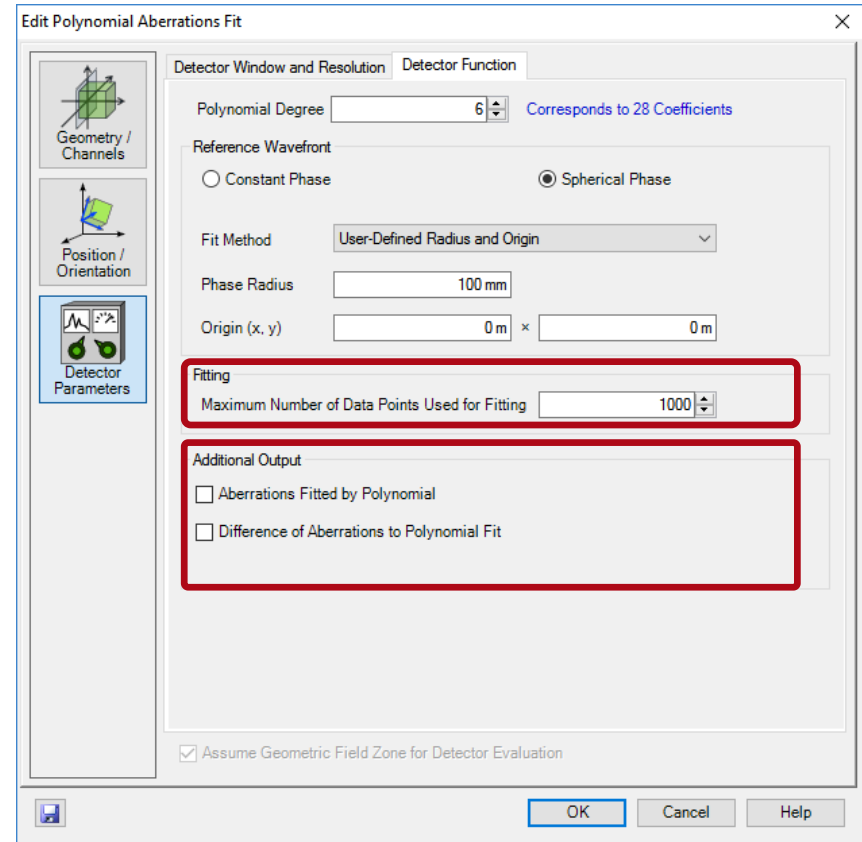 Edit Polynomial Aberrations Fit
Geometry /
Channels
Position /
Orientation
Detector
Parameters
Detector Window and Resolution Detector Function
Polynomial Degree 6 Corresponds to 28 Coefficients
Reference Wavefront
Constant Phase Spherical Phase
Fit Method User-Defined Radius and Origin
Phase Radius 100 mm
Origin (x, y) 0 m × 0 m
Fitting
Maximum Number of Data Points Used for Fitting 1000
Additional Output
Aberrations Fitted by Polynomial
Difference of Aberrations to Polynomial Fit
Assume Geometric Field Zone for Detector Evaluation
OK Cancel Help